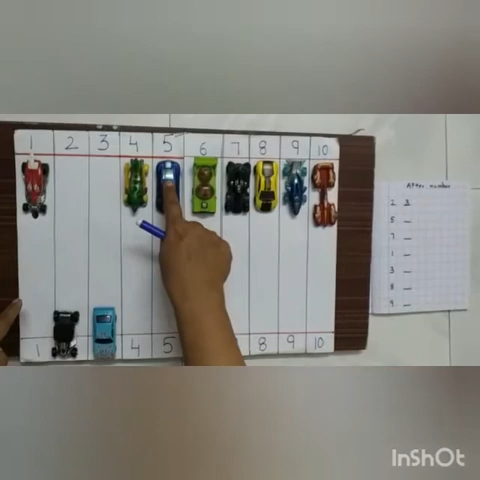 1 2 3 4 5 6 7 8 9 10
After number
2 3
5 _
7 _
1 _
3 _
8 _
9 _
1 4 5 8 9 10
InShOt